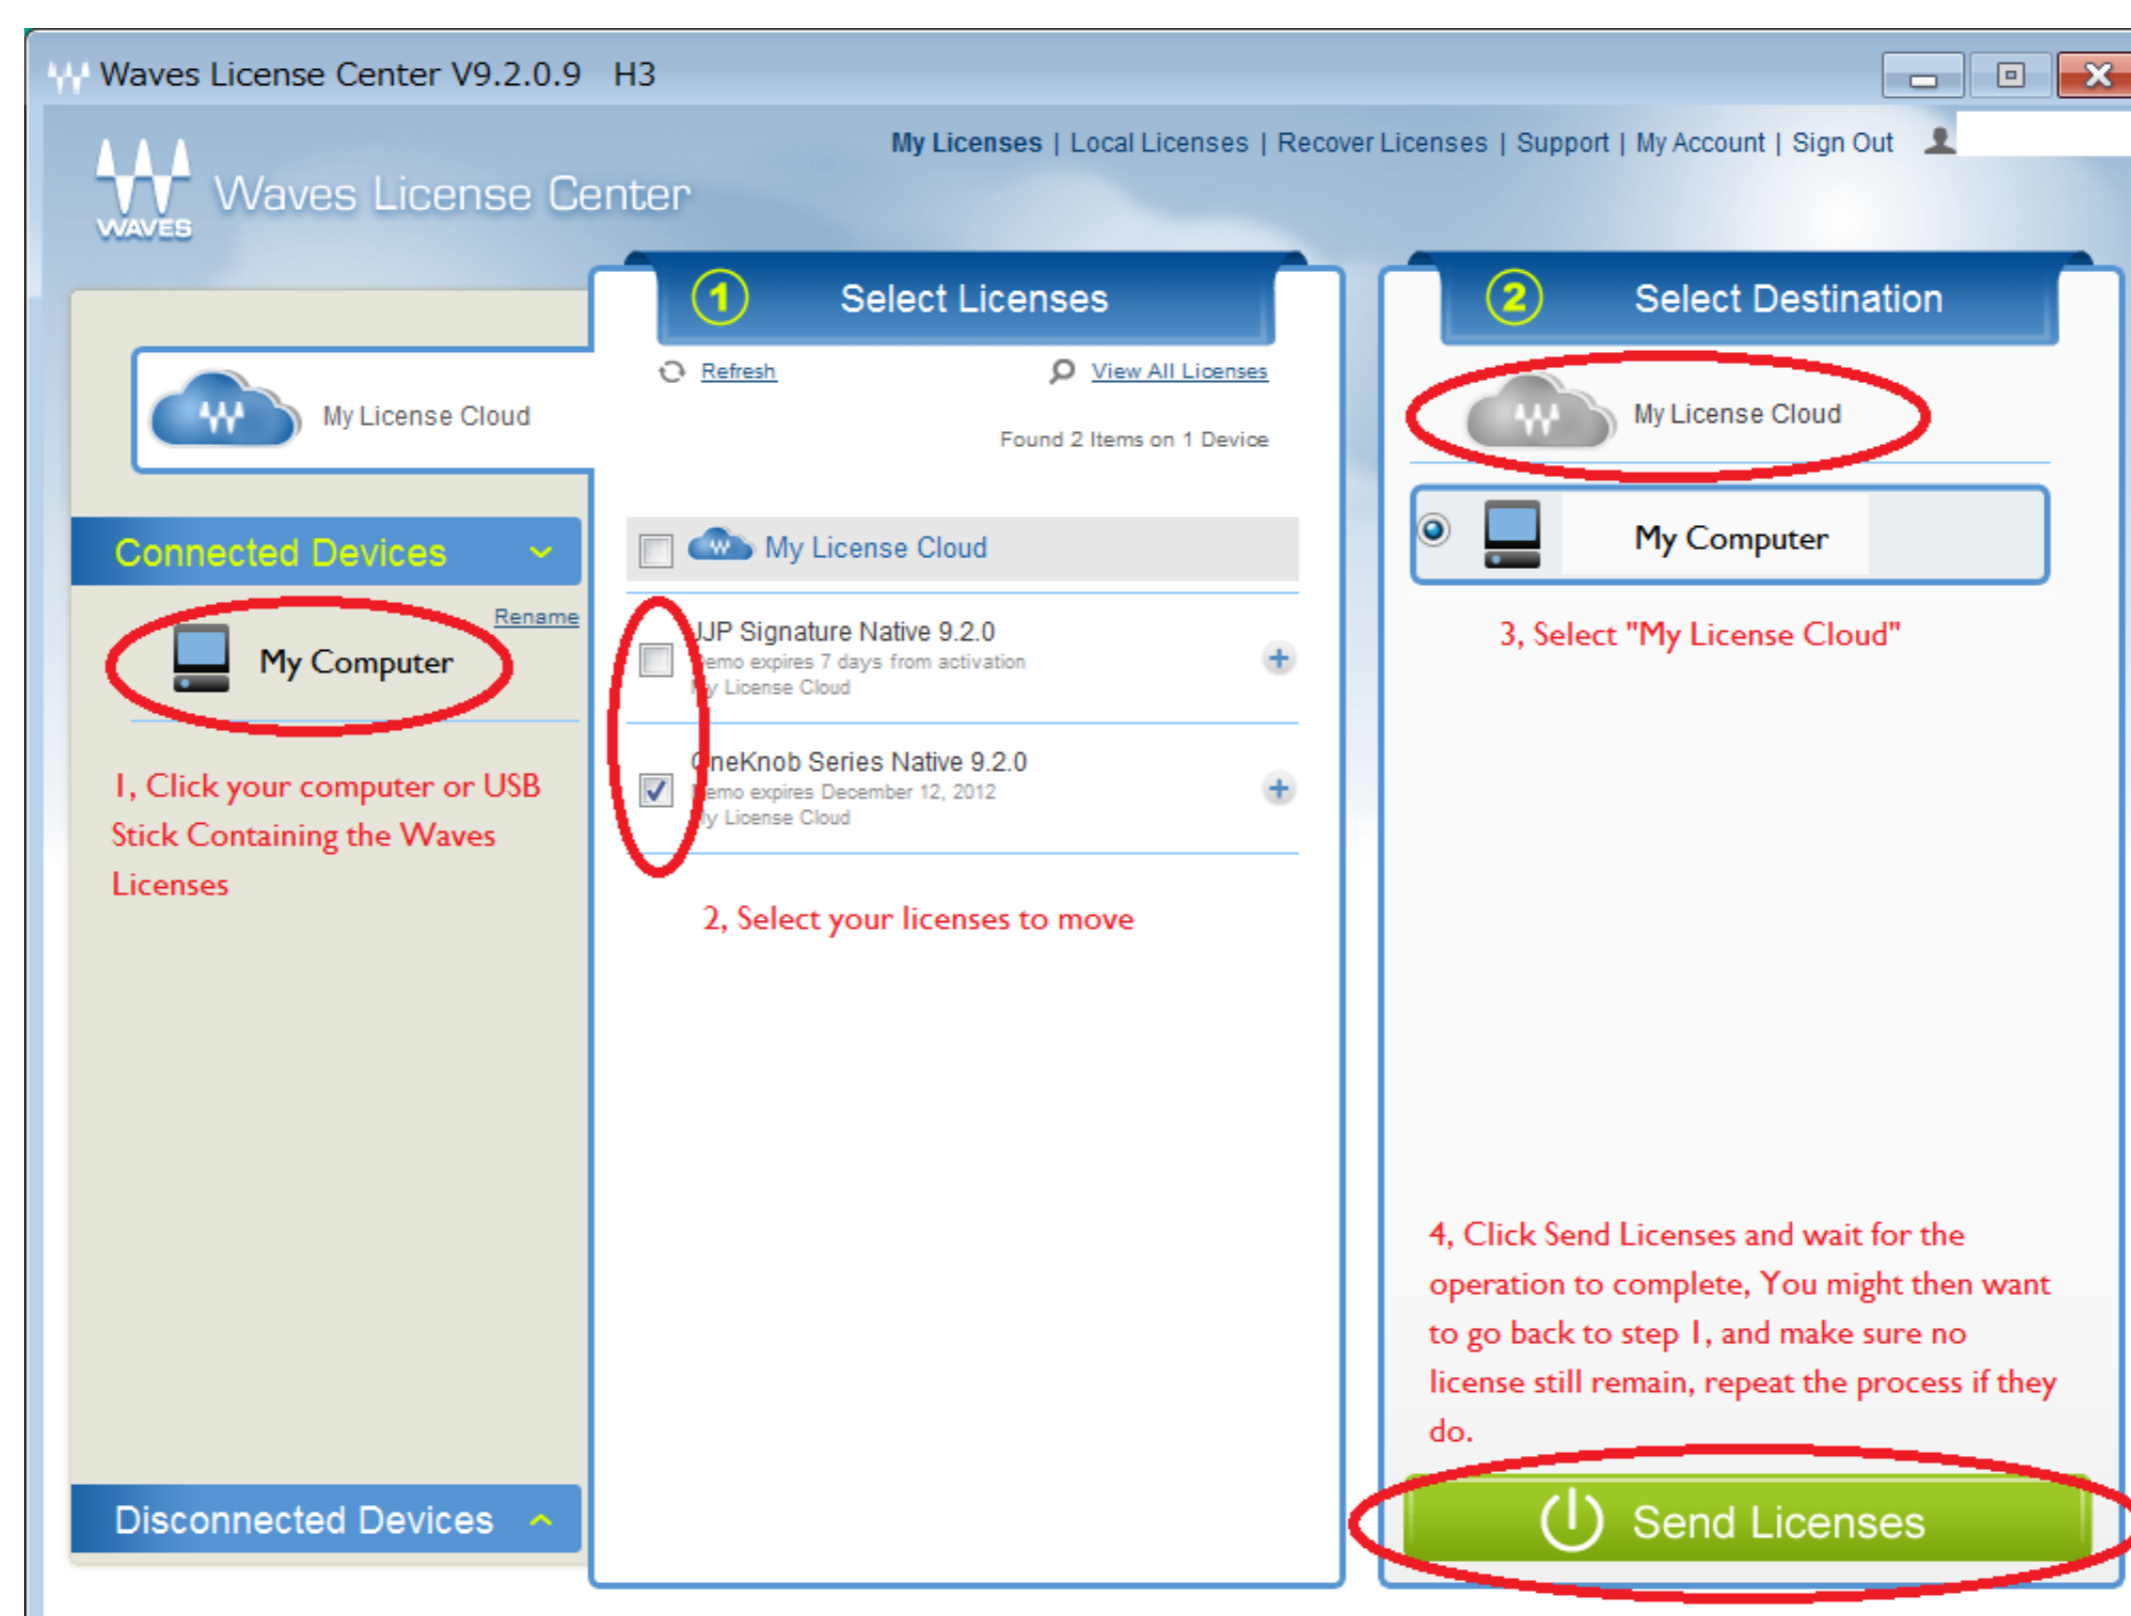 Waves License Center V9.2.0.9 H3
My Licenses | Local Licenses | Recover Licenses | Support | My Account | Sign Out
WAVES
Waves License Center
My License Cloud
Connected Devices
Rename
My Computer
1, Click your computer or USB
Stick Containing the Waves
Licenses
Disconnected Devices
1 Select Licenses
Refresh View All Licenses
Found 2 Items on 1 Device
My License Cloud
JJP Signature Native 9.2.0
Demo expires 7 days from activation
My License Cloud
OneKnob Series Native 9.2.0
Demo expires December 12, 2012
My License Cloud
2, Select your licenses to move
2 Select Destination
My License Cloud
My Computer
3, Select "My License Cloud"
4, Click Send Licenses and wait for the
operation to complete, You might then want
to go back to step 1, and make sure no
license still remain, repeat the process if they
do.
Send Licenses